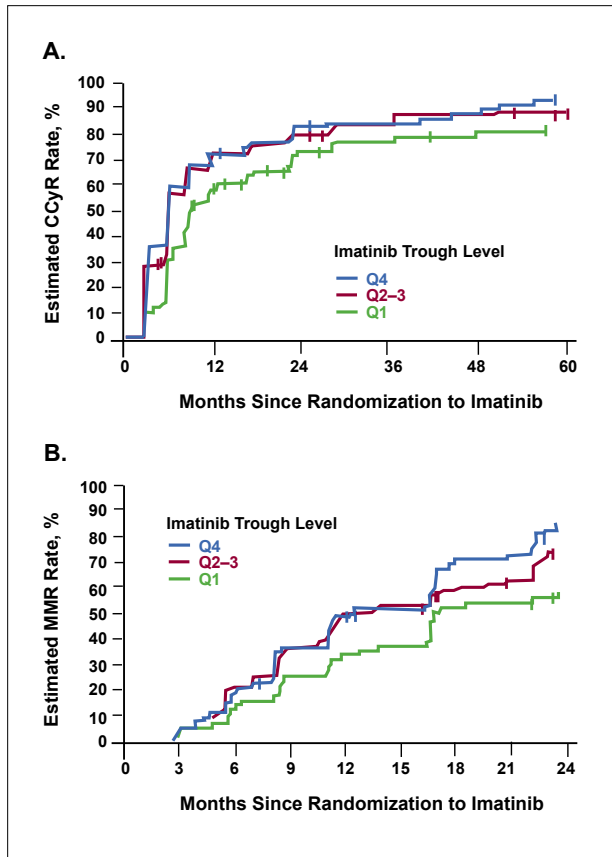 A.
Estimated CCyR Rate, %
100
90
80
70
60
50
40
30
20
10
0
Imatinib Trough Level
Q4
Q2–3
Q1
0 12 24 36 48 60
Months Since Randomization to Imatinib
B.
Estimated MMR Rate, %
100
90
80
70
60
50
40
30
20
10
0
Imatinib Trough Level
Q4
Q2–3
Q1
0 3 6 9 12 16 18 21 24
Months Since Randomization to Imatinib